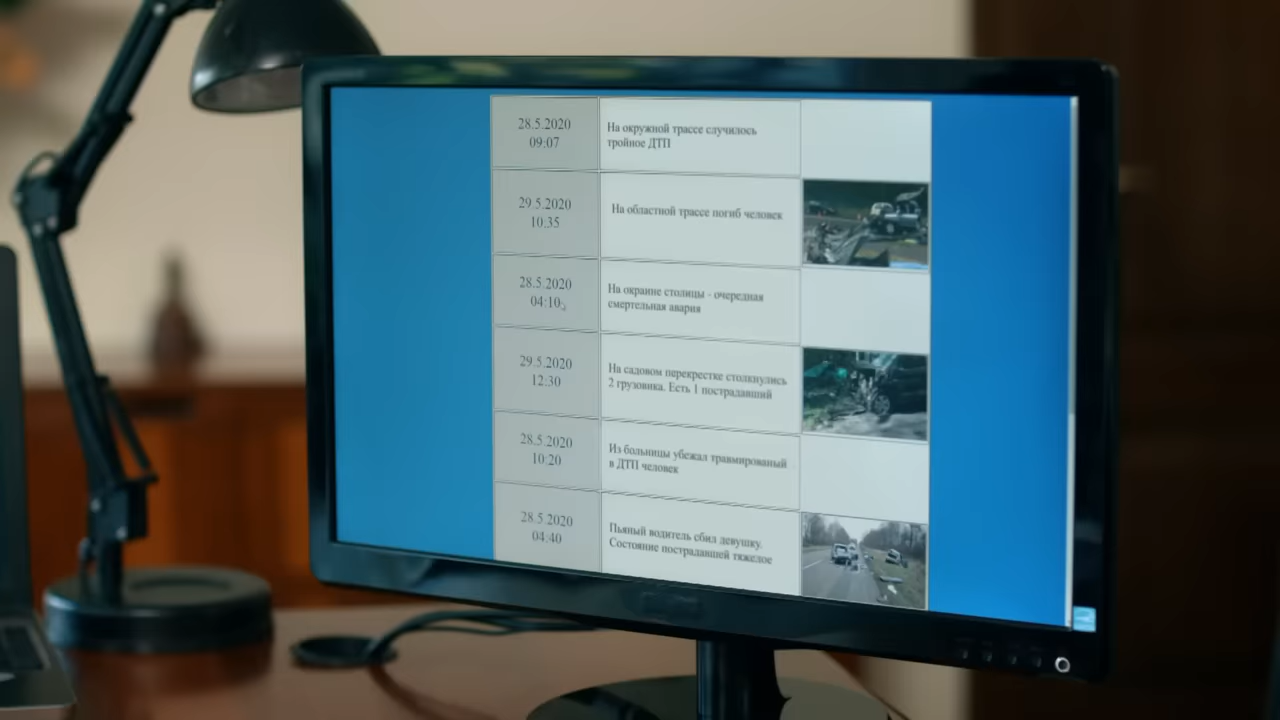 28.5.2020
09:07
На окружной трассе случилось
тройное ДТП
29.5.2020
10:35
На областной трассе погиб человек
28.5.2020
04:10
На окраине столицы - очередная
смертельная авария
29.5.2020
12:30
На садовом перекрестке столкнулись
2 грузовика. Есть 1 пострадавший
28.5.2020
10:20
Из больницы убежал травмированый
в ДТП человек
28.5.2020
04:40
Пьяный водитель сбил девушку.
Состояние пострадавшей тяжелое